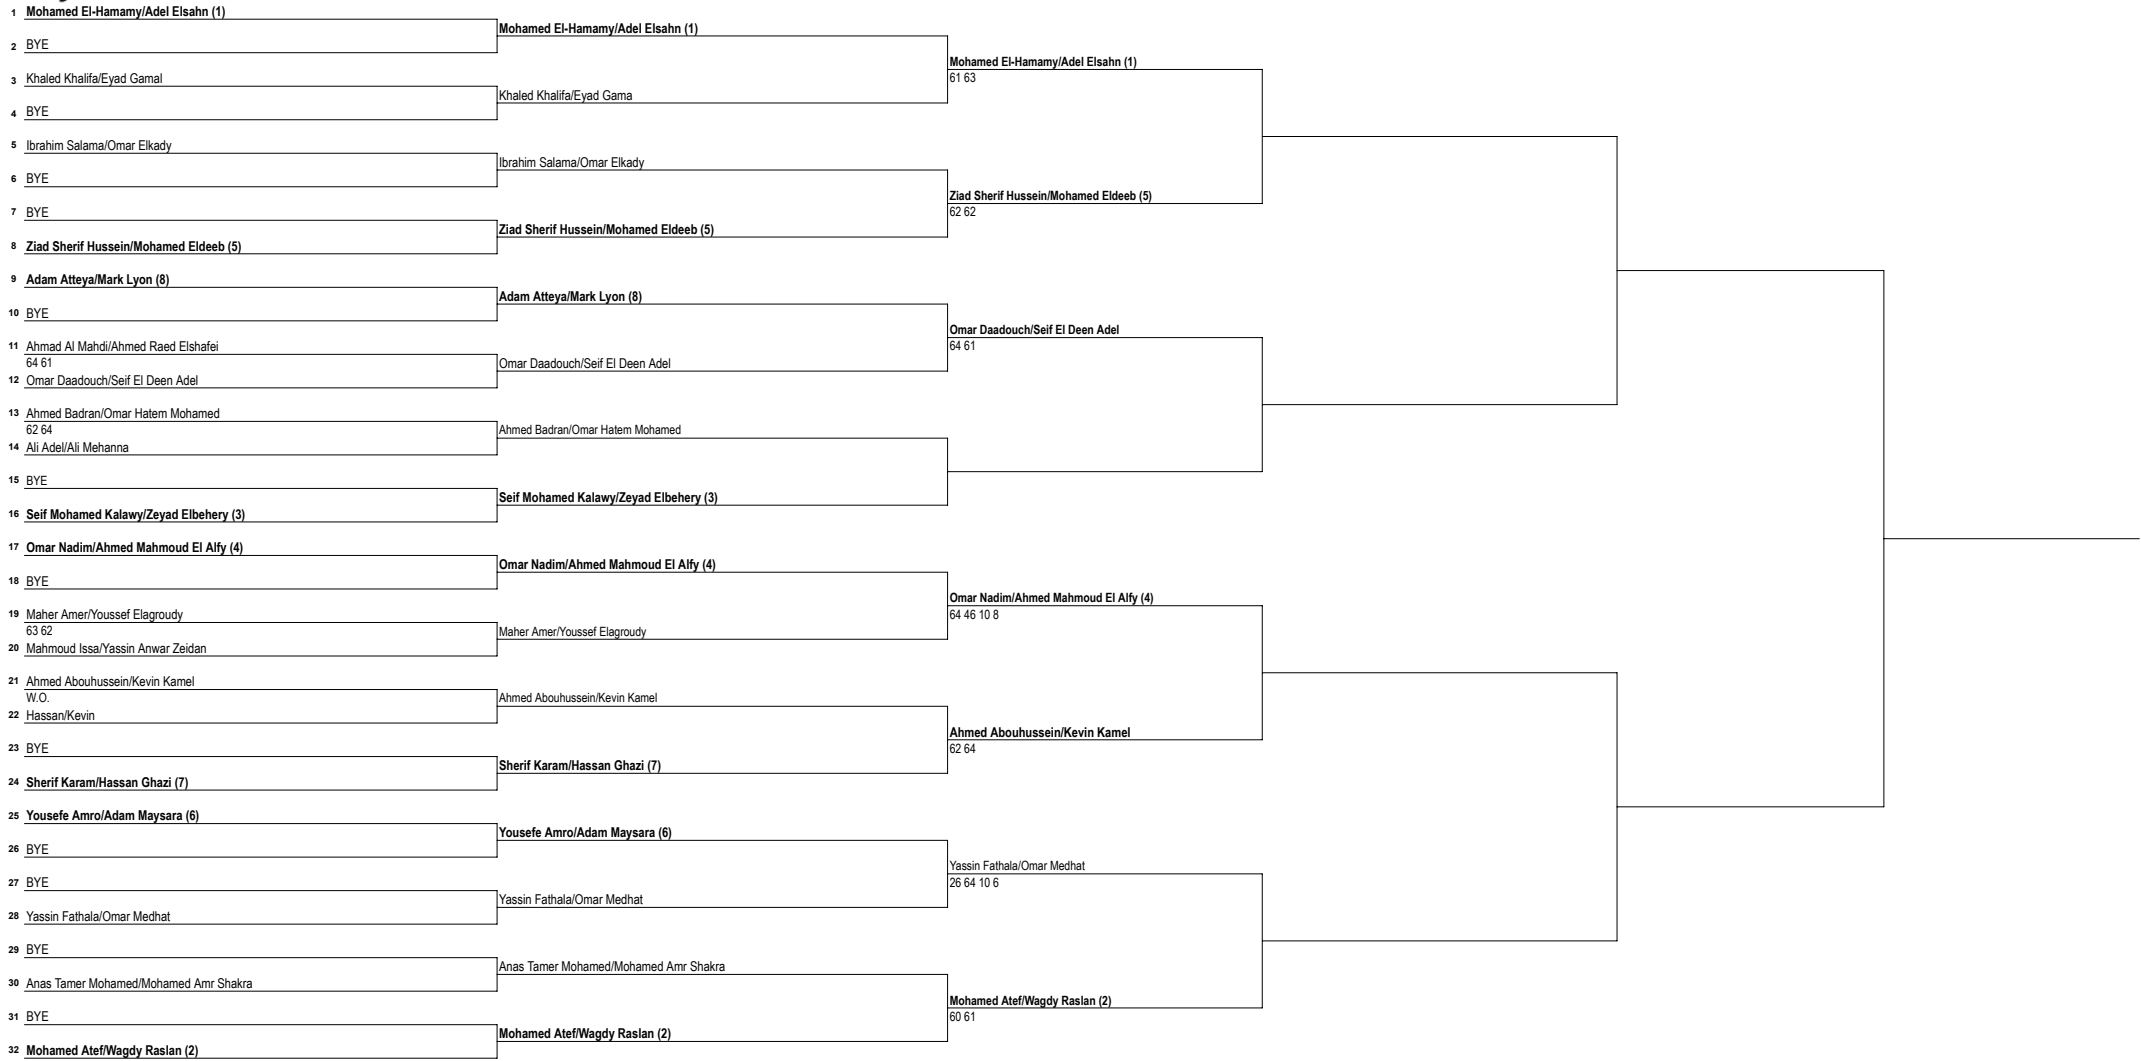 1 Mohamed El-Hamamy/Adel Elsahn (1)
2 BYE
3 Khaled Khalifa/Eyad Gamal
4 BYE
5 Ibrahim Salama/Omar Elkady
6 BYE
7 BYE
8 Ziad Sherif Hussein/Mohamed Eldeeb (5)
9 Adam Atteya/Mark Lyon (8)
10 BYE
11 Ahmad Al Mahdi/Ahmed Raed Elshafei
64 61
12 Omar Daadouch/Seif El Deen Adel
13 Ahmed Badran/Omar Hatem Mohamed
62 64
14 Ali Adel/Ali Mehanna
15 BYE
16 Seif Mohamed Kalawy/Zeyad Elbehery (3)
17 Omar Nadim/Ahmed Mahmoud El Alfy (4)
18 BYE
19 Maher Amer/Youssef Elagroudy
63 62
20 Mahmoud Issa/Yassin Anwar Zeidan
21 Ahmed Abouhussein/Kevin Kamel
W.O.
22 Hassan/Kevin
23 BYE
24 Sherif Karam/Hassan Ghazi (7)
25 Yousefe Amro/Adam Maysara (6)
26 BYE
27 BYE
28 Yassin Fathala/Omar Medhat
29 BYE
30 Anas Tamer Mohamed/Mohamed Amr Shakra
31 BYE
32 Mohamed Atef/Wagdy Raslan (2)
Mohamed El-Hamamy/Adel Elsahn (1)
Khaled Khalifa/Eyad Gama
Ibrahim Salama/Omar Elkady
Ziad Sherif Hussein/Mohamed Eldeeb (5)
Adam Atteya/Mark Lyon (8)
Omar Daadouch/Seif El Deen Adel
Ahmed Badran/Omar Hatem Mohamed
Seif Mohamed Kalawy/Zeyad Elbehery (3)
Omar Nadim/Ahmed Mahmoud El Alfy (4)
Maher Amer/Youssef Elagroudy
Ahmed Abouhussein/Kevin Kamel
Sherif Karam/Hassan Ghazi (7)
Yousefe Amro/Adam Maysara (6)
Yassin Fathala/Omar Medhat
Anas Tamer Mohamed/Mohamed Amr Shakra
Mohamed Atef/Wagdy Raslan (2)
Mohamed El-Hamamy/Adel Elsahn (1)
61 63
Ziad Sherif Hussein/Mohamed Eldeeb (5)
62 62
Omar Daadouch/Seif El Deen Adel
64 61
Omar Nadim/Ahmed Mahmoud El Alfy (4)
64 46 10 8
Ahmed Abouhussein/Kevin Kamel
62 64
Yassin Fathala/Omar Medhat
26 64 10 6
Mohamed Atef/Wagdy Raslan (2)
60 61